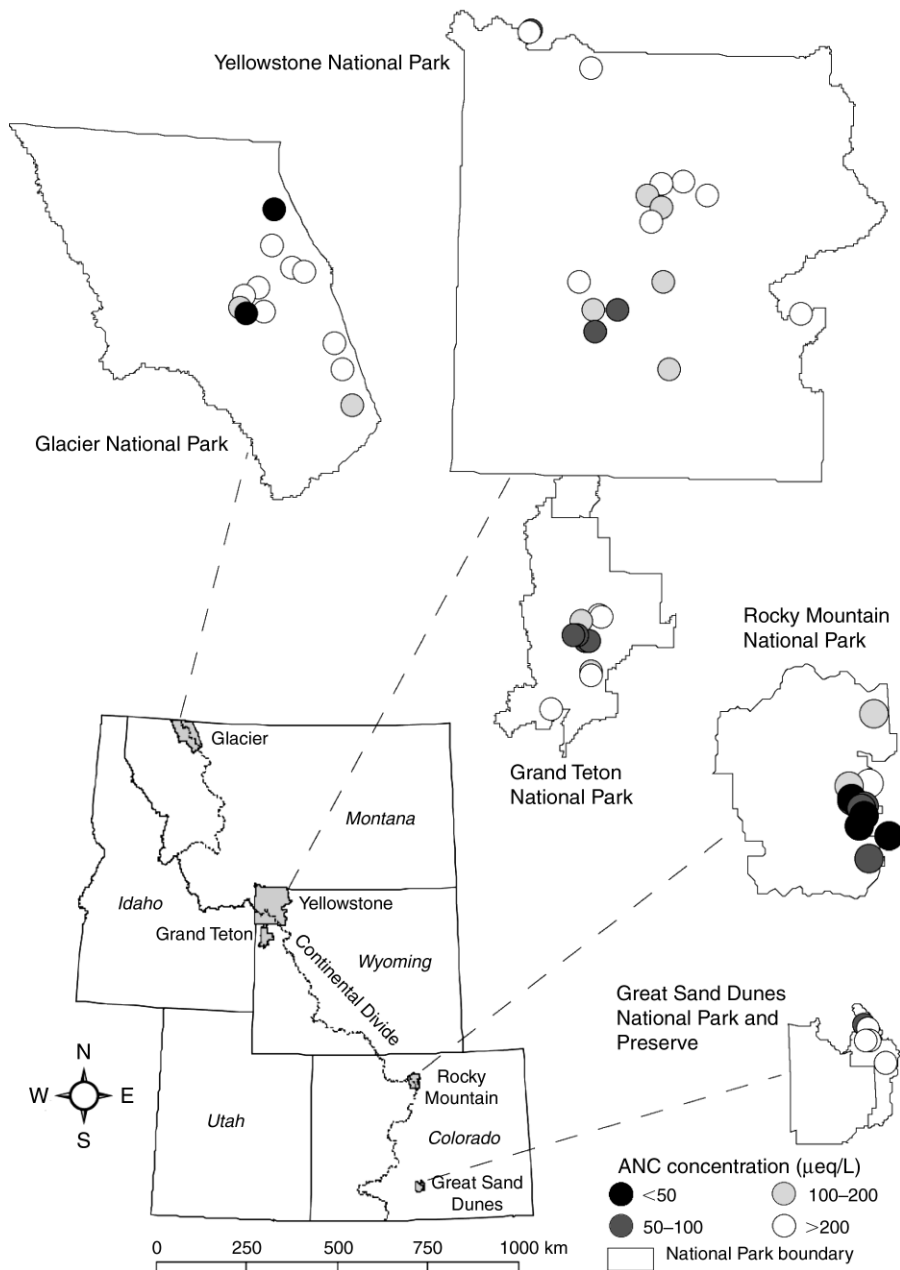 Yellowstone National Park
Glacier National Park
Rocky Mountain
National Park
Grand Teton
National Park
Glacier
Montana
Idaho
Yellowstone
Grand Teton
Continental Divide
Wyoming
Great Sand Dunes
National Park and
Preserve
N
W E
S
Rocky
Mountain
Utah
Colorado
Great Sand
Dunes
ANC concentration (µeq/L)
<50 100–200
50–100 >200
National Park boundary
0 250 500 750 1000 km